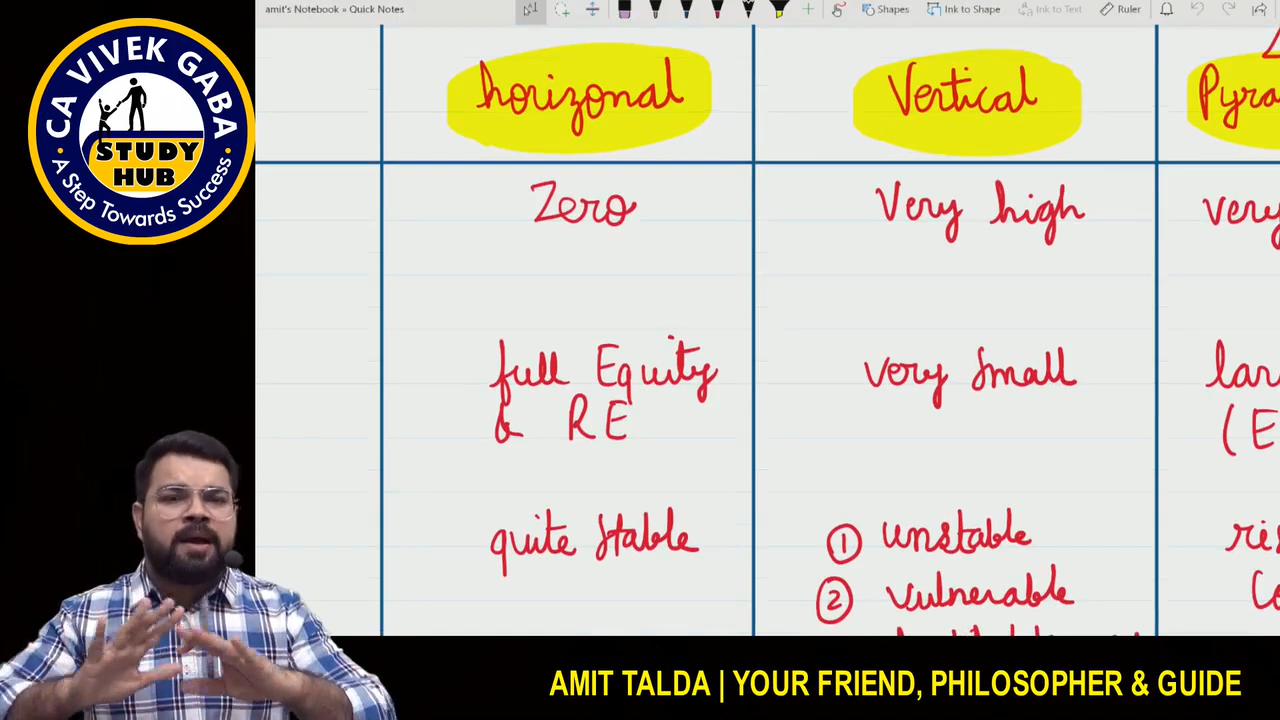 amit's Notebook » Quick Notes
Shapes
Ink to Shape
Ink to Text
Ruler
CA VIVEK GABA
STUDY
HUB
A Step Towards Success
horizonal
Vertical
Zero
Very high
very
full Equity
& RE
very small
(E
quite stable
① unstable
② vulnerable
AMIT TALDA | YOUR FRIEND, PHILOSOPHER & GUIDE